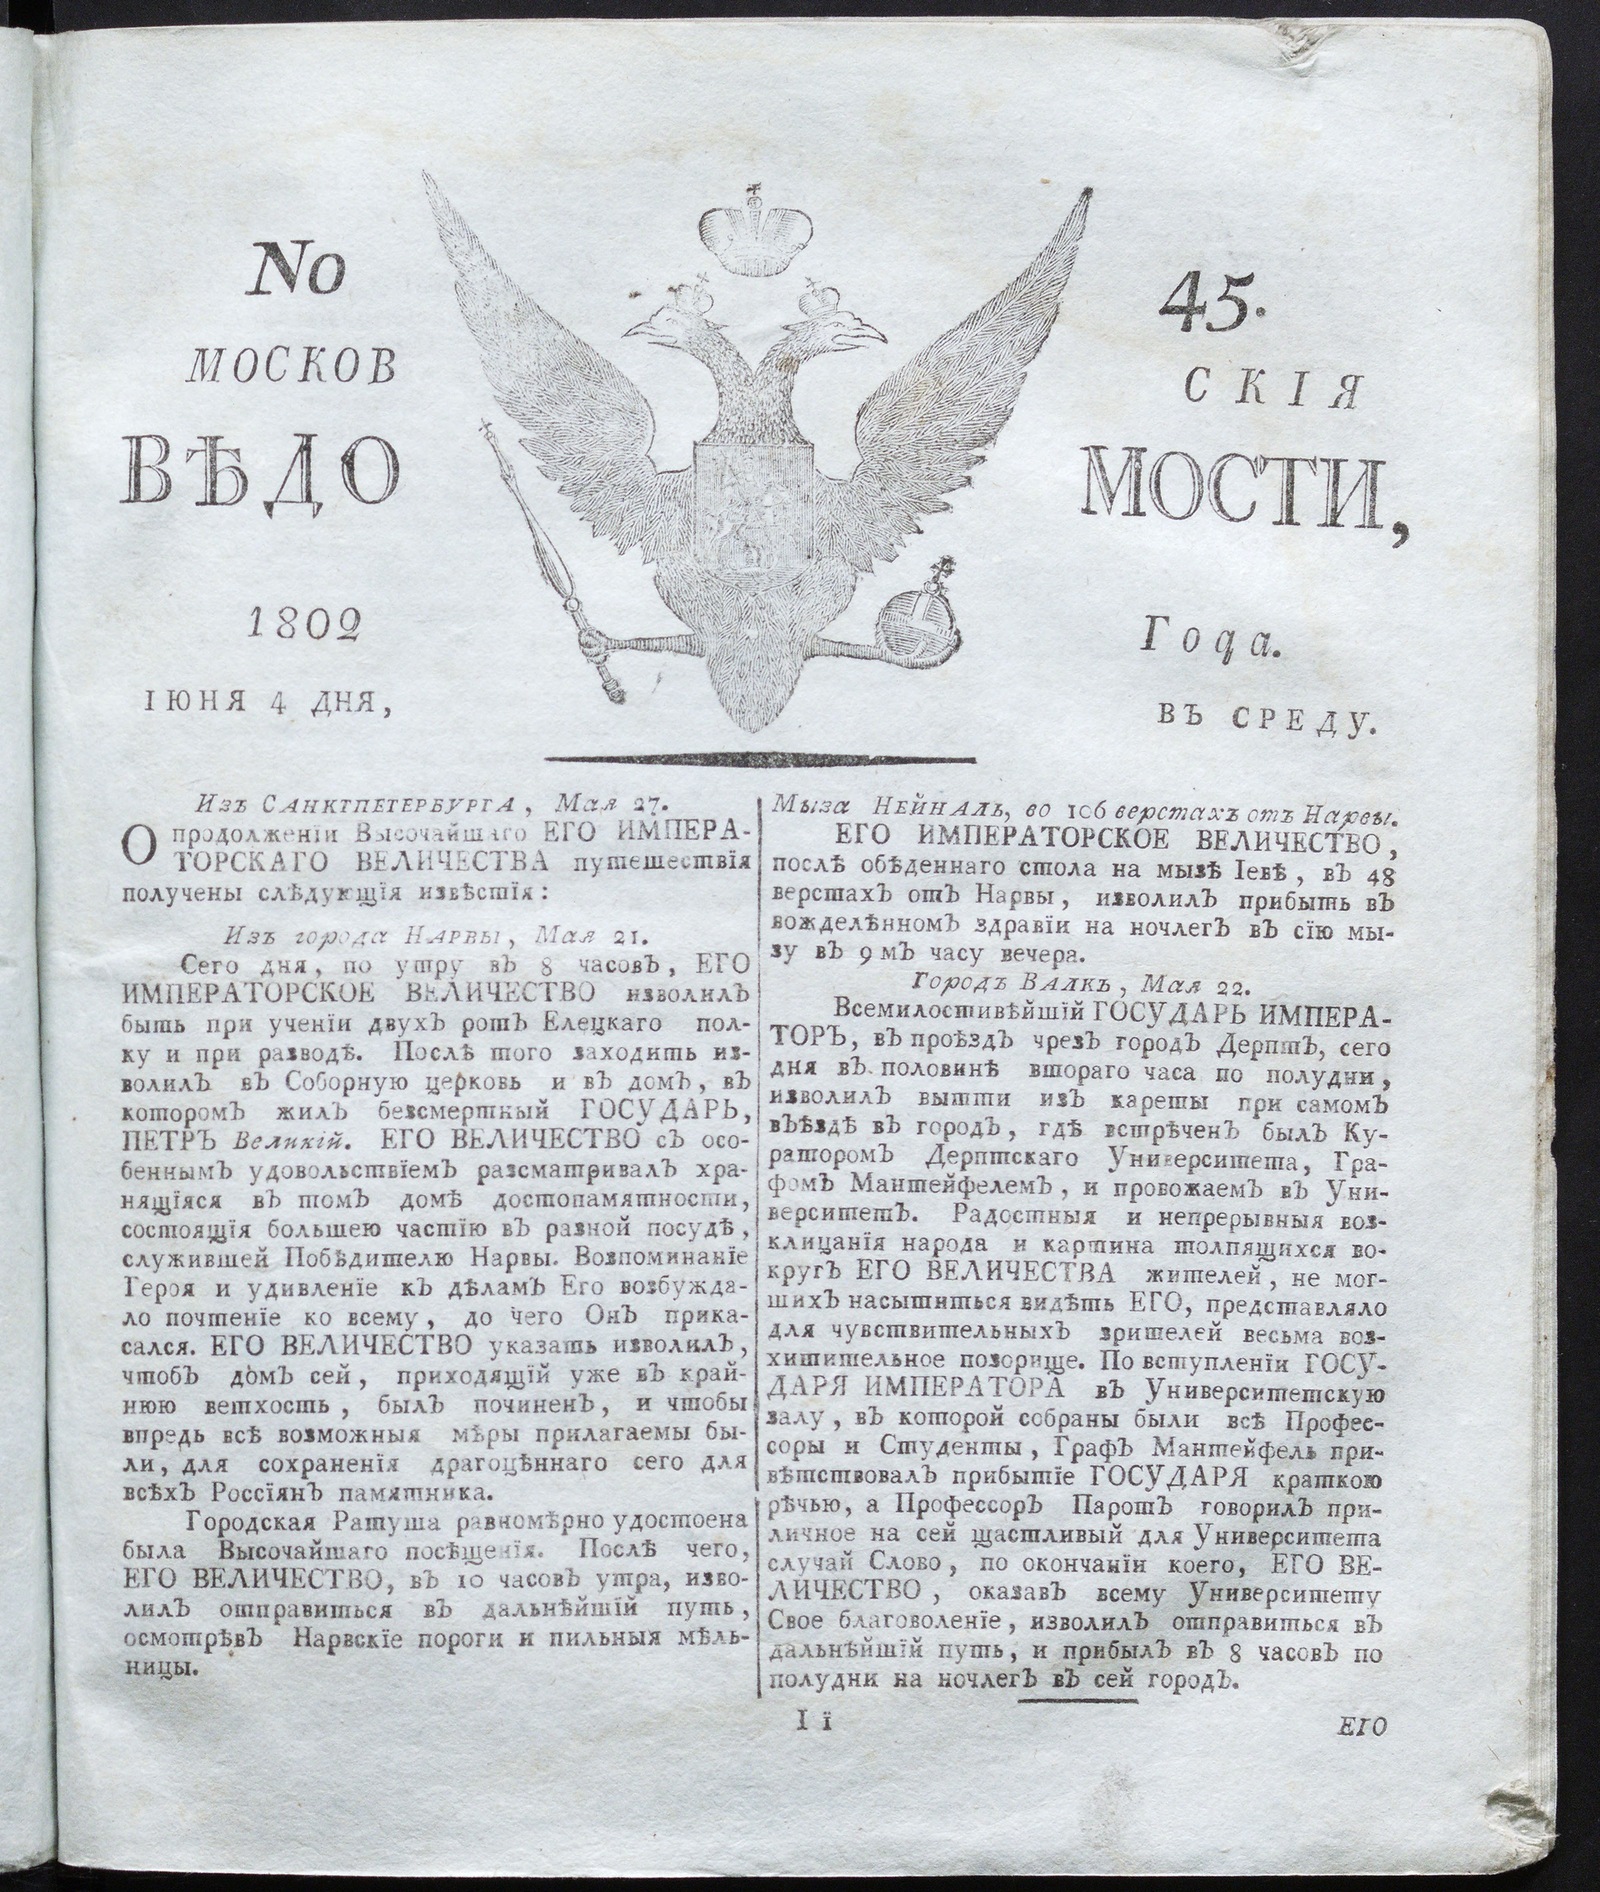 No 45.
МОСКОВ СКІЯ
ВѢДО МОСТИ,
1802 Года.
ІЮНЯ 4 ДНЯ, ВЪ СРЕДУ.
Изъ САНКТПЕТЕРБУРГА, Мая 27.
О продолженіи Высочайшаго ЕГО ИМПЕРА-
ТОРСКАГО ВЕЛИЧЕСТВА путешествія
получены слѣдующія извѣстія:
Изъ города НАРВЫ, Мая 21.
Сего дня, по утру въ 8 часовъ, ЕГО
ИМПЕРАТОРСКОЕ ВЕЛИЧЕСТВО изволилъ
быть при ученіи двухъ ротъ Елецкаго пол-
ку и при разводѣ. Послѣ того заходить из-
волилъ въ Соборную церковь и въ домъ, въ
которомъ жилъ безсмертный ГОСУДАРЬ,
ПЕТРЪ Великій. ЕГО ВЕЛИЧЕСТВО съ осо-
беннымъ удовольствіемъ разсматривалъ хра-
нящіяся въ томъ домѣ достопамятности,
состоящія большею частію въ разной посудѣ,
служившей Побѣдителю Нарвы. Возпоминаніе
Героя и удивленіе къ дѣламъ Его возбужда-
ло почтеніе ко всему, до чего Онъ прика-
сался. ЕГО ВЕЛИЧЕСТВО указать изволилъ,
чтобъ домъ сей, приходящій уже въ край-
нюю ветхость, былъ починенъ, и чтобы
впредь всѣ возможныя мѣры прилагаемы бы-
ли, для сохраненія драгоцѣннаго сего для
всѣхъ Россіянъ памятника.
Городская Ратуша равномѣрно удостоена
была Высочайшаго посѣщенія. Послѣ чего,
ЕГО ВЕЛИЧЕСТВО, въ 10 часовъ утра, изво-
лилъ отправиться въ дальнѣйшій путь,
осмотрѣвъ Нарвскіе пороги и пильныя мѣль-
ницы.
Мыза НЕЙНАЛЬ, во 106 верстахъ отъ Нарвы.
ЕГО ИМПЕРАТОРСКОЕ ВЕЛИЧЕСТВО,
послѣ обѣденнаго стола на мызѣ Іевѣ, въ 48
верстахъ отъ Нарвы, изволилъ прибыть въ
вожделѣнномъ здравіи на ночлегъ въ сію мы-
зу въ 9 мъ часу вечера.
Городъ ВАЛКЪ, Мая 22.
Всемилостивѣйшій ГОСУДАРЬ ИМПЕРА-
ТОРЪ, въ проѣздъ чрезъ городъ Дерптъ, сего
дня въ половинѣ втораго часа по полудни,
изволилъ вытти изъ кареты при самомъ
въѣздѣ въ городъ, гдѣ встрѣченъ былъ Ку-
раторомъ Дерптскаго Университета, Гра-
фомъ Мантейфелемъ, и провожаемъ въ Уни-
верситетъ. Радостныя и непрерывныя воз-
клицанія народа и картина толпящихся во-
кругъ ЕГО ВЕЛИЧЕСТВА жителей, не мог-
шихъ насытиться видѣть ЕГО, представляло
для чувствительныхъ зрителей весьма воз-
хитительное позорище. По вступленіи ГОСУ-
ДАРЯ ИМПЕРАТОРА въ Университетскую
залу, въ которой собраны были всѣ Профес-
соры и Студенты, Графъ Мантейфель при-
вѣтствовалъ прибытіе ГОСУДАРЯ краткою
рѣчью, а Профессоръ Паротъ говорилъ при-
личное на сей щастливый для Университета
случай Слово, по окончаніи коего, ЕГО ВЕ-
ЛИЧЕСТВО, оказавъ всему Университету
Свое благоволеніе, изволилъ отправиться въ
дальнѣйшій путь, и прибылъ въ 8 часовъ по
полудни на ночлегъ въ сей городъ.
I ї ЕГО